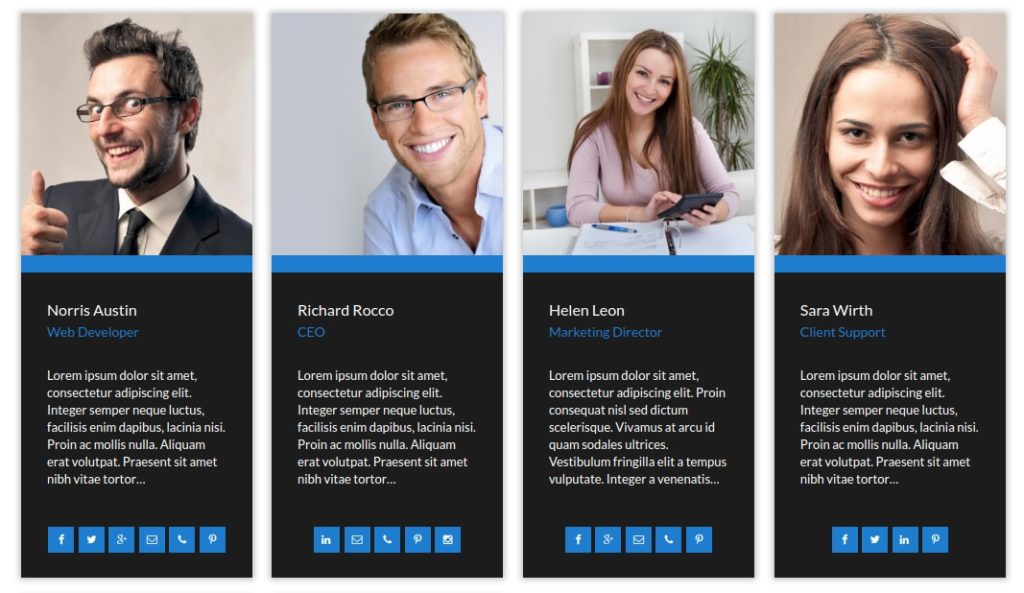 Norris Austin
Web Developer
Lorem ipsum dolor sit amet,
consectetur adipiscing elit.
Integer semper neque luctus,
facilisis enim dapibus, lacinia nisi.
Proin ac mollis nulla. Aliquam
erat volutpat. Praesent sit amet
nibh vitae tortor...
Richard Rocco
CEO
Lorem ipsum dolor sit amet,
consectetur adipiscing elit.
Integer semper neque luctus,
facilisis enim dapibus, lacinia nisi.
Proin ac mollis nulla. Aliquam
erat volutpat. Praesent sit amet
nibh vitae tortor...
Helen Leon
Marketing Director
Lorem ipsum dolor sit amet,
consectetur adipiscing elit. Proin
consequat nisl sed dictum
scelerisque. Vivamus at arcu id
quam sodales ultrices.
Vestibulum fringilla elit a tempus
vulputate. Integer a venenatis...
Sara Wirth
Client Support
Lorem ipsum dolor sit amet,
consectetur adipiscing elit.
Integer semper neque luctus,
facilisis enim dapibus, lacinia nisi.
Proin ac mollis nulla. Aliquam
erat volutpat. Praesent sit amet
nibh vitae tortor...